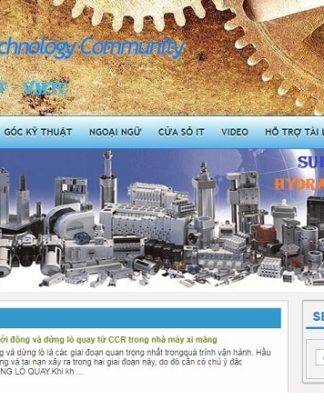 chnology Community
GÓC KỸ THUẬT NGOẠI NGỮ CỬA SỔ IT VIDEO HỖ TRỢ TÀI L
SU
HYDRA
ởi động và dừng lò quay từ CCR trong nhà máy xi măng
g và dừng lò là các giai đoạn quan trọng nhất trongquá trình vận hành. Hầu
ng và tai nạn xảy ra trong hai giai đoạn này, do đó cần có chú ý đặc
NG LÒ QUAY.Khi kh ...
SE